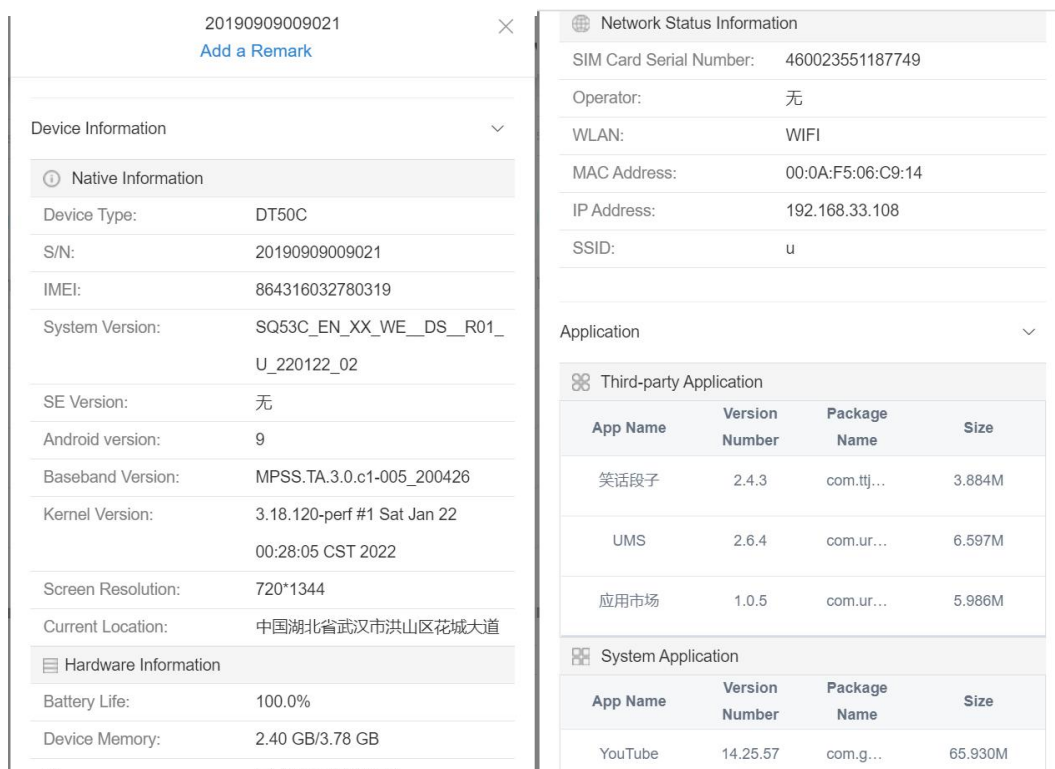 20190909009021
Add a Remark
Device Information
Native Information
Device Type: DT50C
S/N: 20190909009021
IMEI: 864316032780319
System Version: SQ53C_EN_XX_WE__DS__R01_
U_220122_02
SE Version: 无
Android version: 9
Baseband Version: MPSS.TA.3.0.c1-005_200426
Kernel Version: 3.18.120-perf #1 Sat Jan 22
00:28:05 CST 2022
Screen Resolution: 720*1344
Current Location: 中国湖北省武汉市洪山区花城大道
Hardware Information
Battery Life: 100.0%
Device Memory: 2.40 GB/3.78 GB
Network Status Information
SIM Card Serial Number: 460023551187749
Operator: 无
WLAN: WIFI
MAC Address: 00:0A:F5:06:C9:14
IP Address: 192.168.33.108
SSID: u
Application
Third-party Application
App Name Version Number Package Name Size
笑话段子 2.4.3 com.ttj... 3.884M
UMS 2.6.4 com.ur... 6.597M
应用市场 1.0.5 com.ur... 5.986M
System Application
App Name Version Number Package Name Size
YouTube 14.25.57 com.g... 65.930M